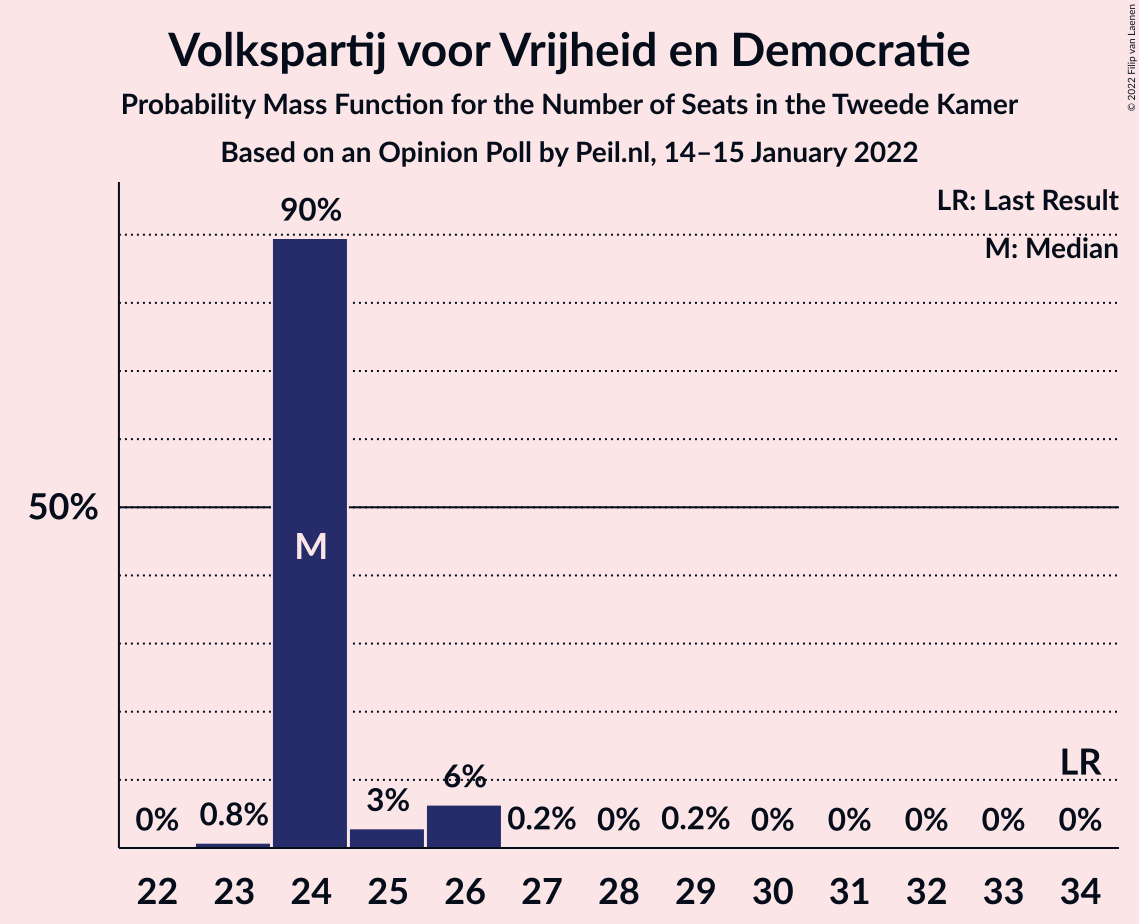 Volkspartij voor Vrijheid en Democratie
Probability Mass Function for the Number of Seats in the Tweede Kamer
Based on an Opinion Poll by Peil.nl, 14–15 January 2022
© 2022 Filip van Laenen
LR: Last Result
M: Median
90%
50%
M
LR
0% 0.8% 3% 6% 0.2% 0% 0.2% 0% 0% 0% 0% 0%
22 23 24 25 26 27 28 29 30 31 32 33 34